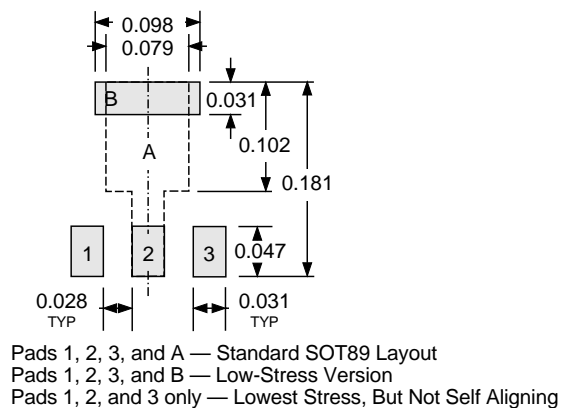 0.098
0.079
B
0.031
A
0.102
0.181
1
2
3
0.047
0.028
TYP
0.031
TYP
Pads 1, 2, 3, and A — Standard SOT89 Layout
Pads 1, 2, 3, and B — Low-Stress Version
Pads 1, 2, and 3 only — Lowest Stress, But Not Self Aligning